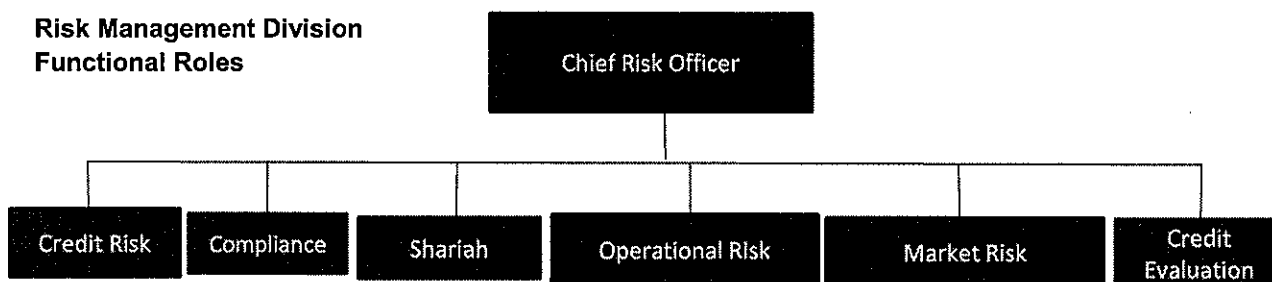 Risk Management Division
Functional Roles
Chief Risk Officer
Credit Risk
Compliance
Shariah
Operational Risk
Market Risk
Credit
Evaluation